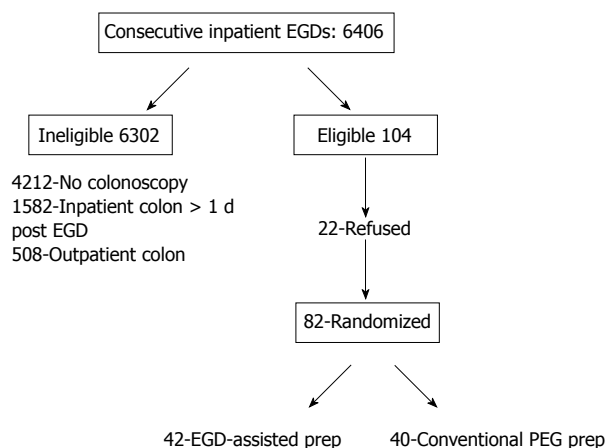 Consecutive inpatient EGDs: 6406
Ineligible 6302
Eligible 104
4212-No colonoscopy
1582-Inpatient colon > 1 d
post EGD
508-Outpatient colon
22-Refused
82-Randomized
42-EGD-assisted prep
40-Conventional PEG prep